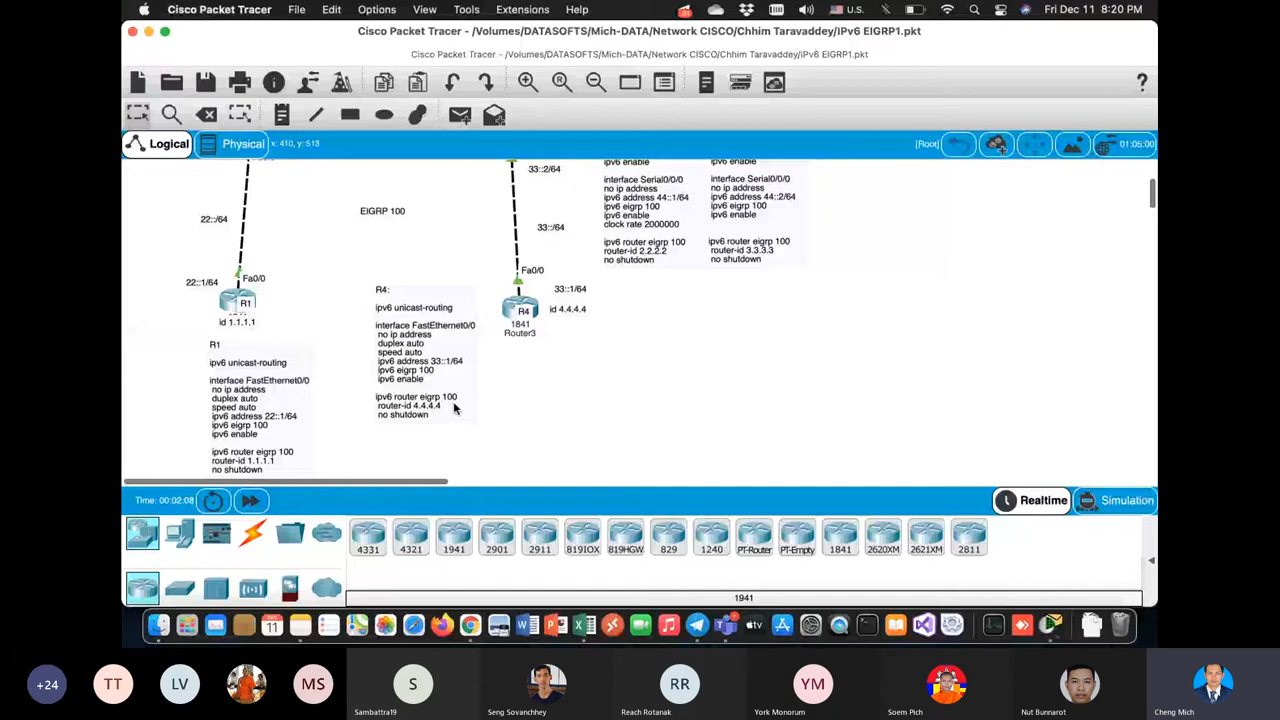 Cisco Packet Tracer File Edit Options View Tools Extensions Help U.S. Fri Dec 11 8:20 PM
Cisco Packet Tracer - /Volumes/DATASOFTS/Mich-DATA/Network CISCO/Chhim Taravaddey/IPv6 EIGRP1.pkt
Cisco Packet Tracer - /Volumes/DATASOFTS/Mich-DATA/Network CISCO/Chhim Taravaddey/IPv6 EIGRP1.pkt
Logical Physical x: 410, y: 513 [Root] 01:05:00
22::/64
22::1/64
Fa0/0
R1
id 1.1.1.1
R1
ipv6 unicast-routing
interface FastEthernet0/0
no ip address
duplex auto
speed auto
ipv6 address 22::1/64
ipv6 eigrp 100
ipv6 enable
ipv6 router eigrp 100
router-id 1.1.1.1
no shutdown
EIGRP 100
R4:
ipv6 unicast-routing
interface FastEthernet0/0
no ip address
duplex auto
speed auto
ipv6 address 33::1/64
ipv6 eigrp 100
ipv6 enable
ipv6 router eigrp 100
router-id 4.4.4.4
no shutdown
33::2/64
33::/64
Fa0/0
33::1/64
R4
id 4.4.4.4
1841
Router3
ipv6 enable
interface Serial0/0/0
no ip address
ipv6 address 44::1/64
ipv6 eigrp 100
ipv6 enable
clock rate 2000000
ipv6 router eigrp 100
router-id 2.2.2.2
no shutdown
ipv6 enable
interface Serial0/0/0
no ip address
ipv6 address 44::2/64
ipv6 eigrp 100
ipv6 enable
ipv6 router eigrp 100
router-id 3.3.3.3
no shutdown
Time: 00:02:08 Realtime Simulation
4331 4321 1941 2901 2911 819IOX 819HGW 829 1240 PT-Router PT-Empty 1841 2620XM 2621XM 2811
1941
+24 TT LV MS S RR YM
Sambattra19 Seng Sovanchhey Reach Rotanak York Monorum Soem Pich Nut Bunnarot Cheng Mich